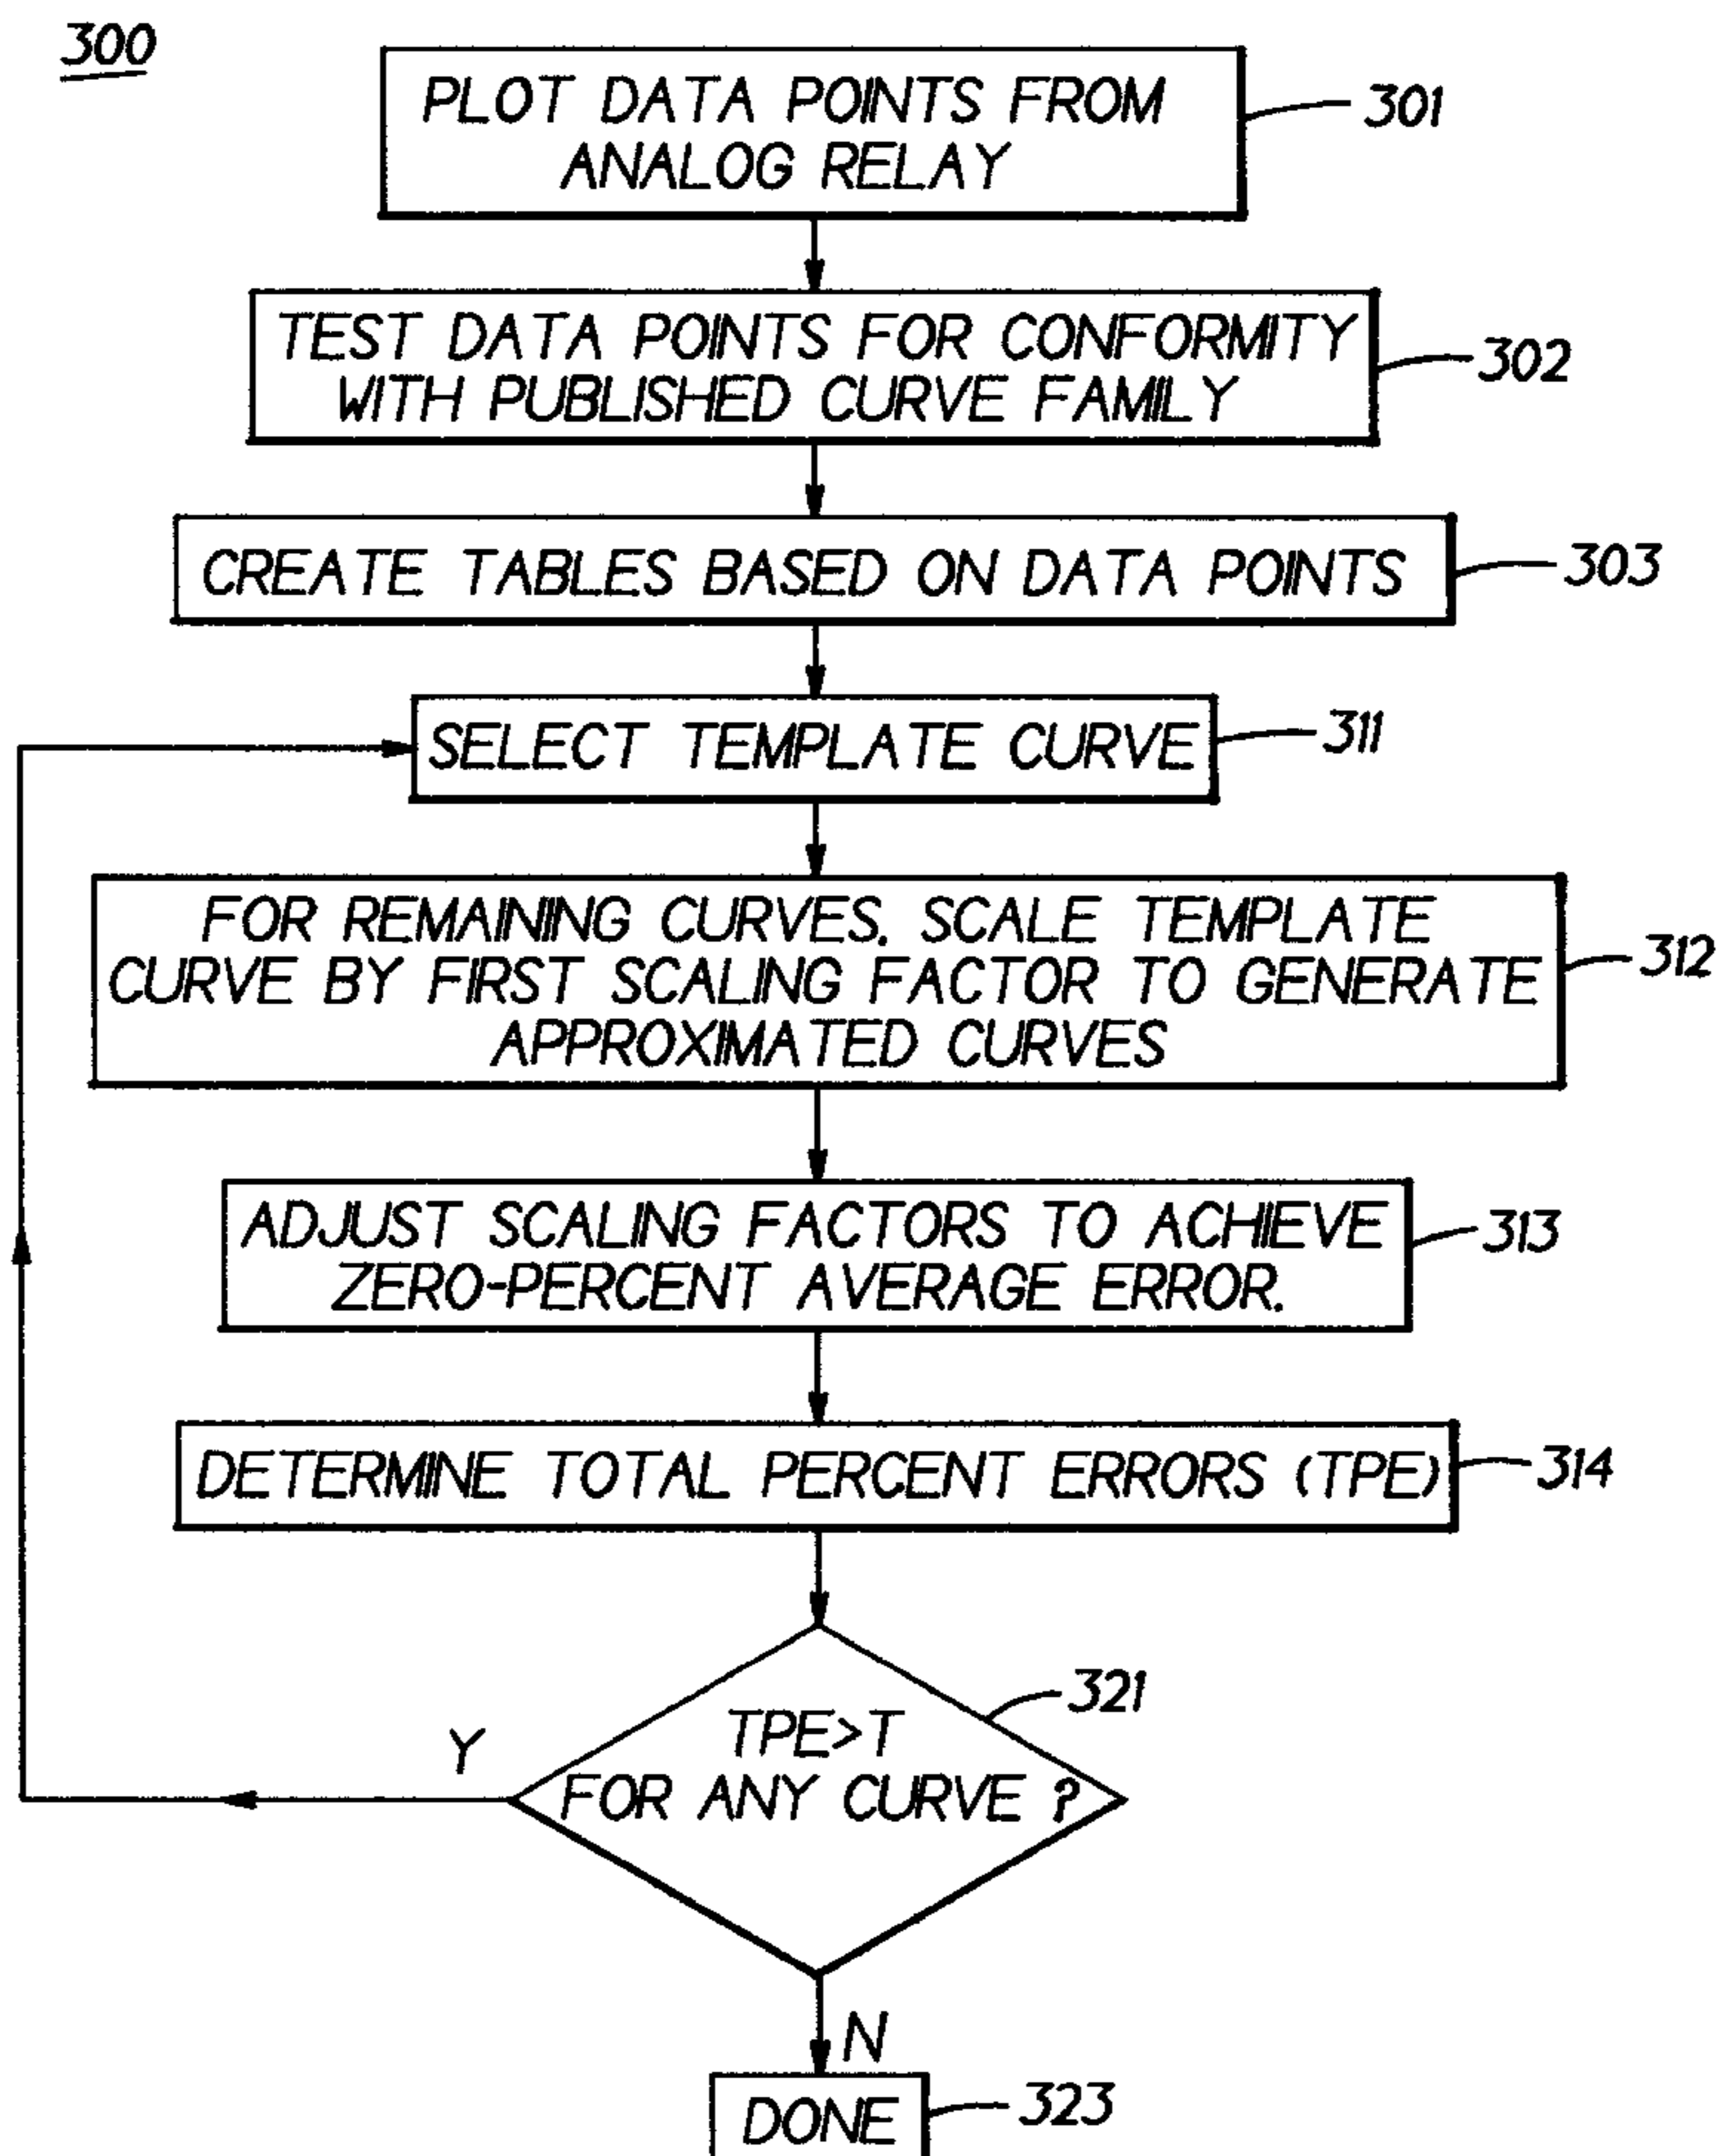 300
PLOT DATA POINTS FROM
ANALOG RELAY
301
TEST DATA POINTS FOR CONFORMITY
WITH PUBLISHED CURVE FAMILY
302
CREATE TABLES BASED ON DATA POINTS
303
SELECT TEMPLATE CURVE
311
FOR REMAINING CURVES, SCALE TEMPLATE
CURVE BY FIRST SCALING FACTOR TO GENERATE
APPROXIMATED CURVES
312
ADJUST SCALING FACTORS TO ACHIEVE
ZERO-PERCENT AVERAGE ERROR.
313
DETERMINE TOTAL PERCENT ERRORS (TPE)
314
321
TPE>T
FOR ANY CURVE ?
Y
N
DONE
323